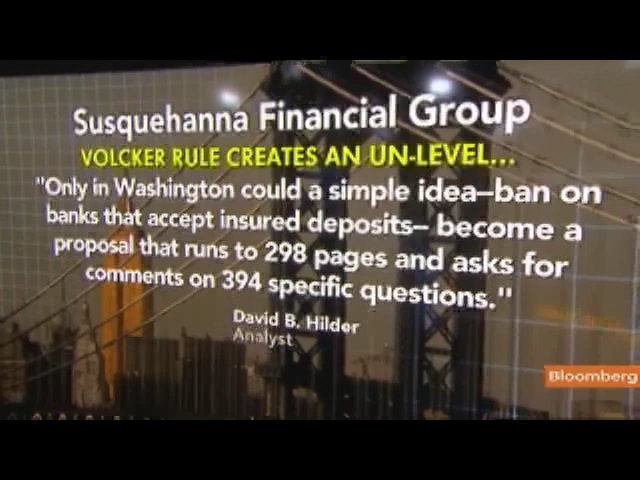 Susquehanna Financial Group
VOLCKER RULE CREATES AN UN-LEVEL...
"Only in Washington could a simple idea—ban on
banks that accept insured deposits— become a
proposal that runs to 298 pages and asks for
comments on 394 specific questions."
David B. Hilder
Analyst
Bloomberg